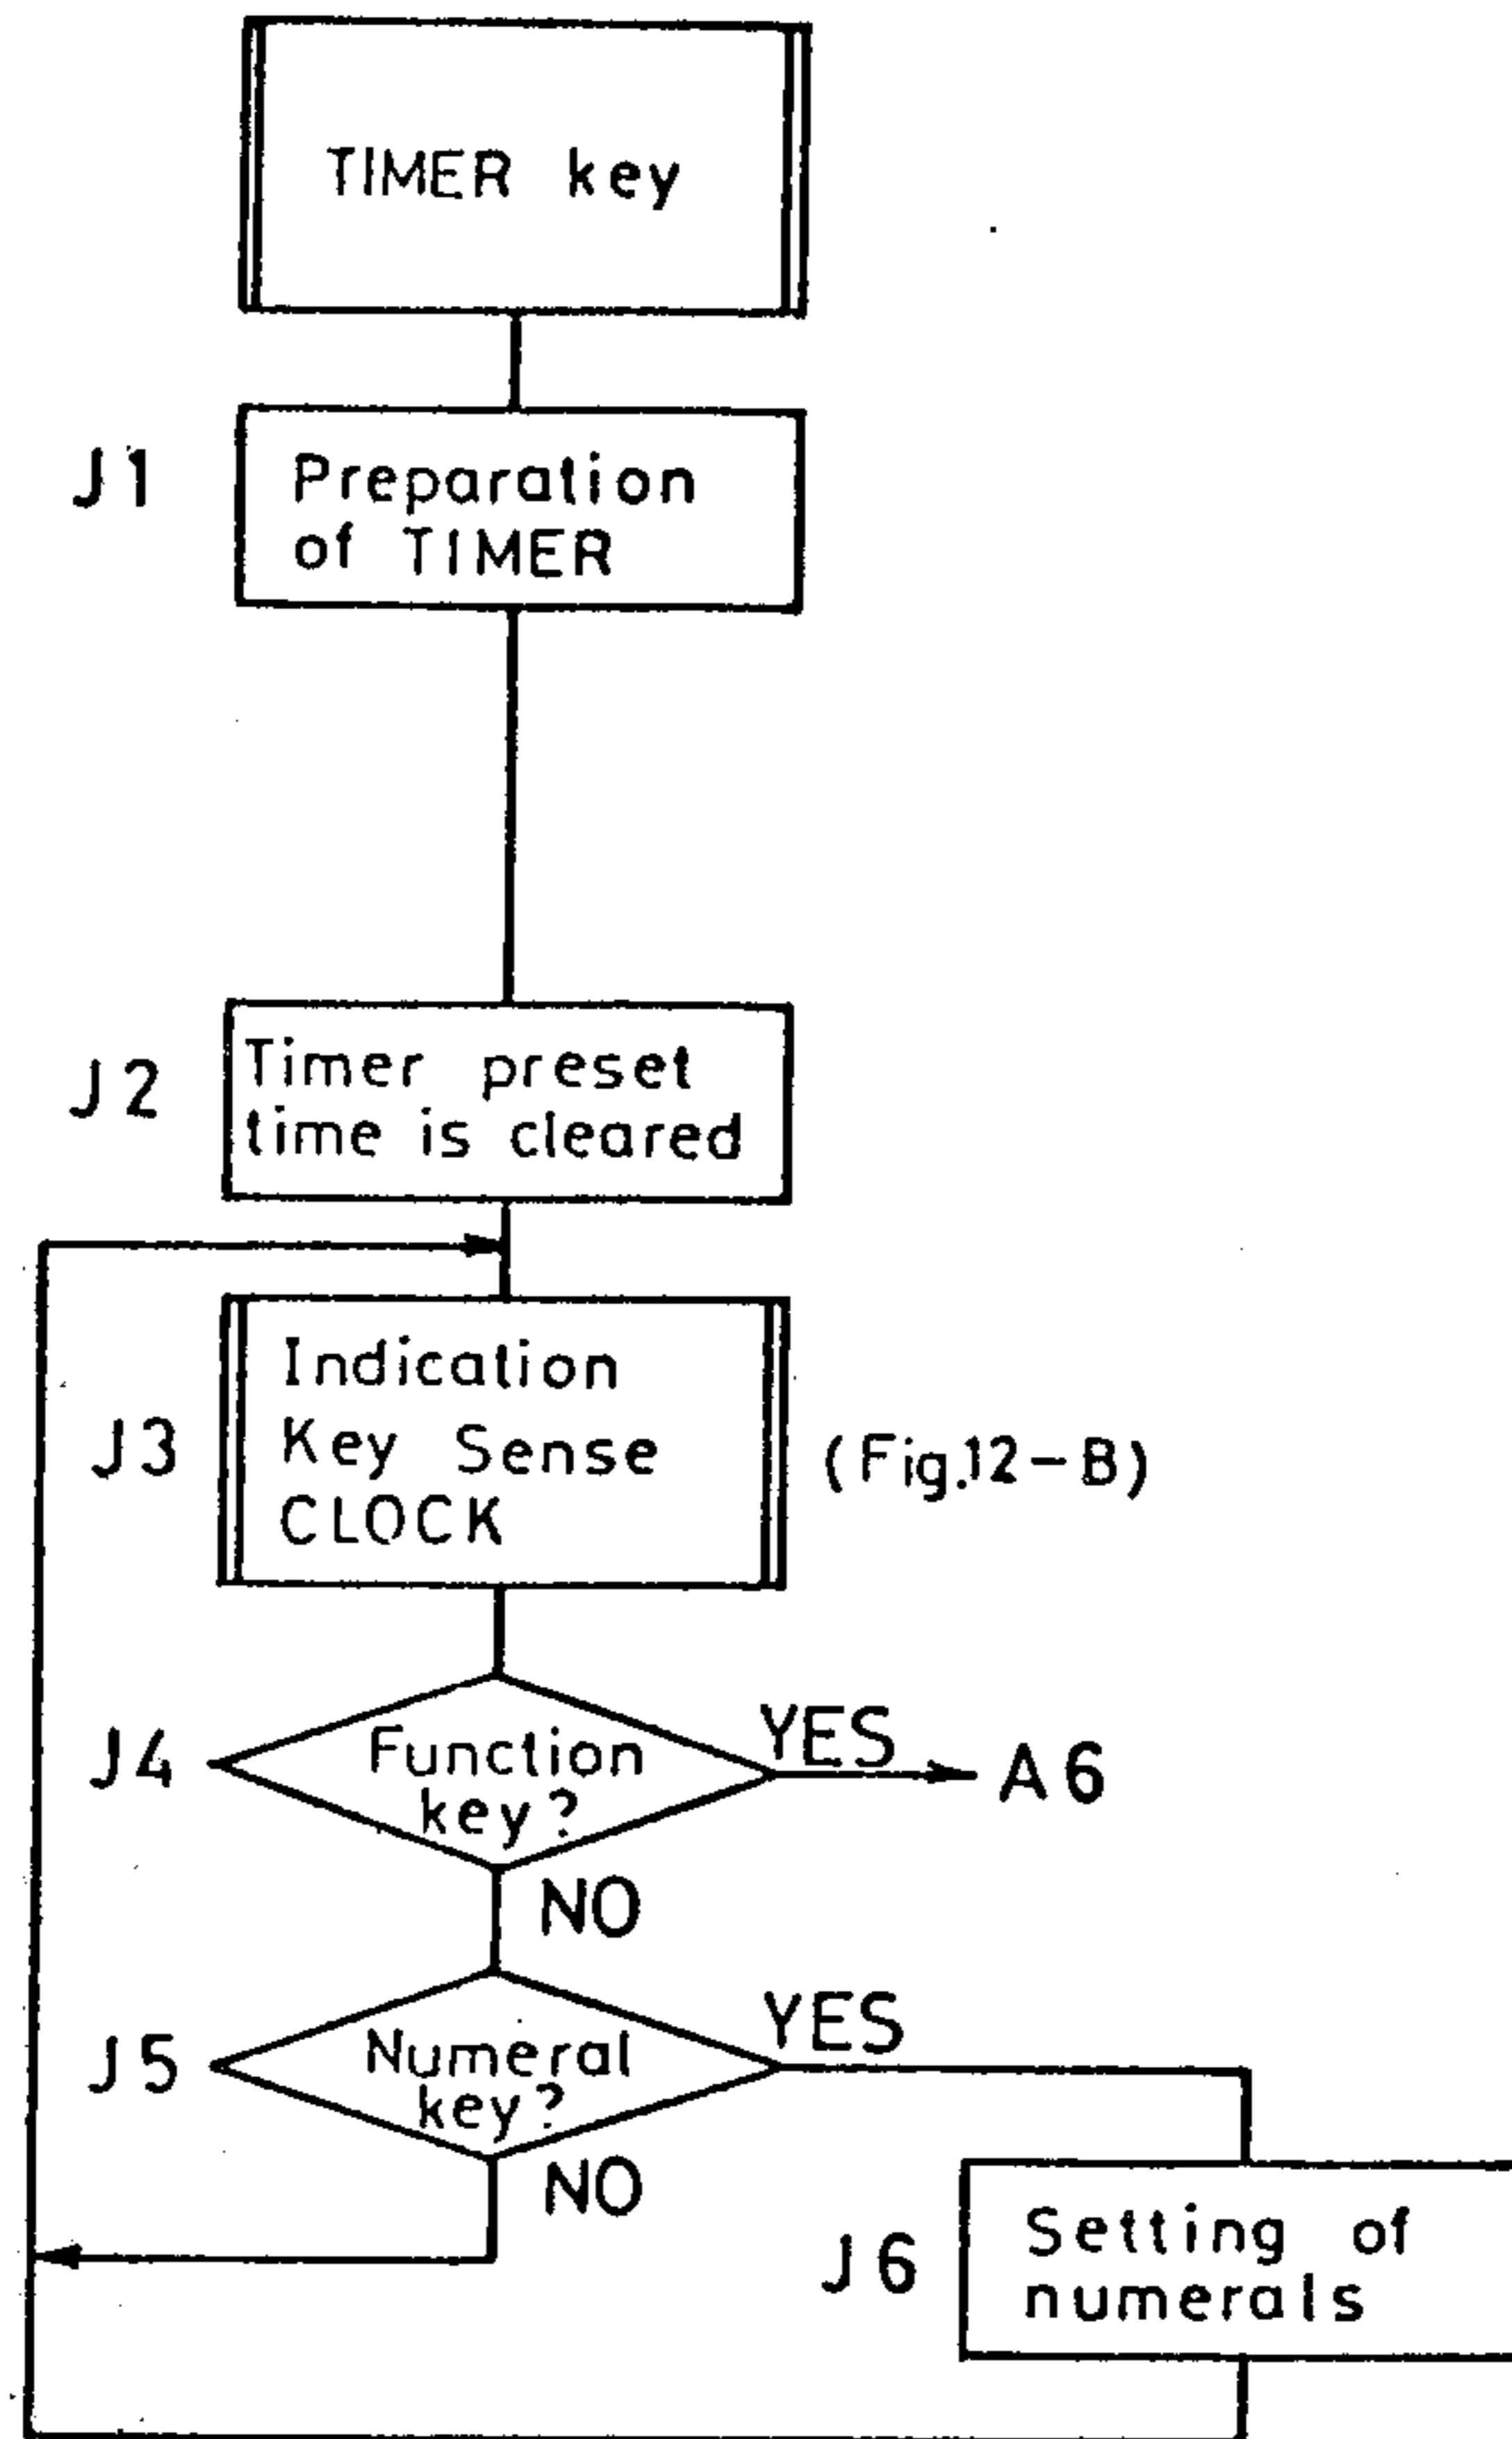 TIMER key
J1
Preparation
of TIMER
J2
Timer preset
time is cleared
J3
Indication
Key Sense
CLOCK
(Fig.12-B)
J4
Function
key?
YES
A6
NO
J5
Numeral
key?
YES
NO
J6
Setting of
numerals